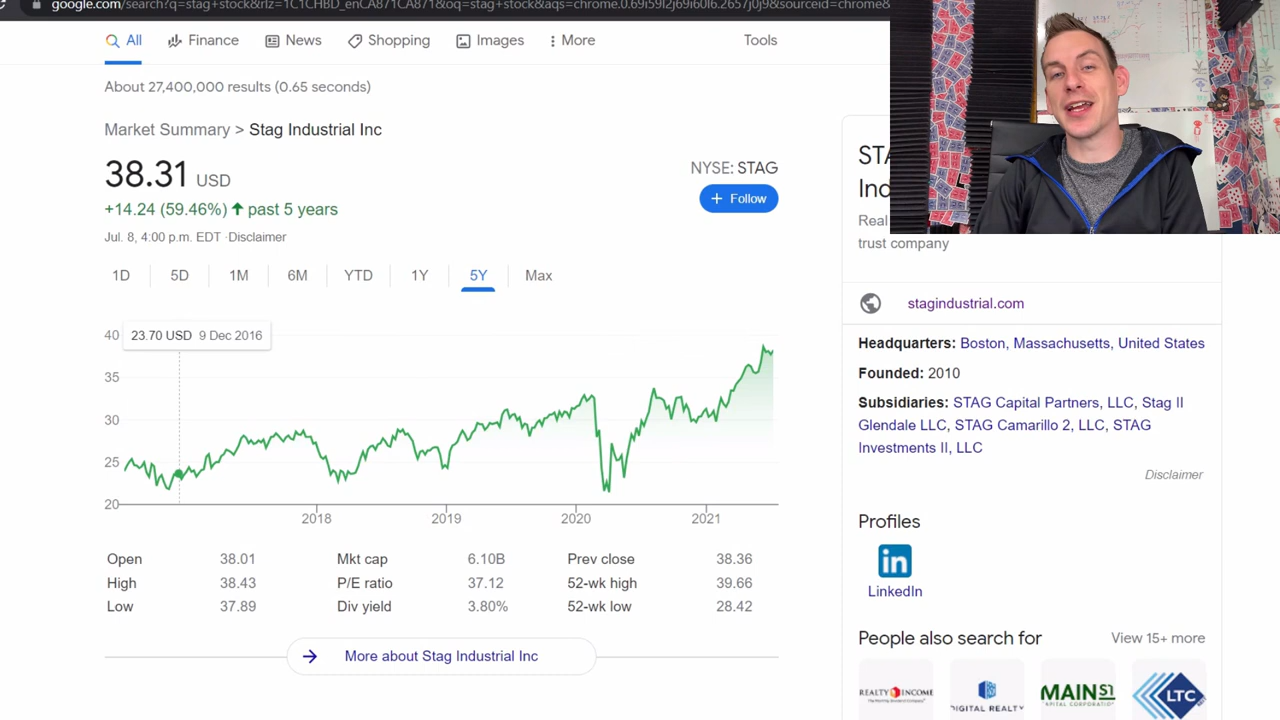 google.com/search?q=stag+stock&rlz=1C1CHBD_enCA871CA871&oq=stag+stock&aqs=chrome.0.69i59l2j69i60l6.2657j0j9&sourceid=chrome&
All
Finance
News
Shopping
Images
More
Tools
About 27,400,000 results (0.65 seconds)
Market Summary > Stag Industrial Inc
38.31 USD
NYSE: STAG
+ Follow
+14.24 (59.46%) past 5 years
Jul. 8, 4:00 p.m. EDT ·Disclaimer
1D 5D 1M 6M YTD 1Y 5Y Max
23.70 USD 9 Dec 2016
40
35
30
25
20
2018 2019 2020 2021
Open 38.01 Mkt cap 6.10B Prev close 38.36
High 38.43 P/E ratio 37.12 52-wk high 39.66
Low 37.89 Div yield 3.80% 52-wk low 28.42
More about Stag Industrial Inc
Real
trust company
stagindustrial.com
Headquarters: Boston, Massachusetts, United States
Founded: 2010
Subsidiaries: STAG Capital Partners, LLC, Stag II
Glendale LLC, STAG Camarillo 2, LLC, STAG
Investments II, LLC
Disclaimer
Profiles
in
LinkedIn
People also search for
View 15+ more
REALTY INCOME
DIGITAL REALTY
MAIN ST
CAPITAL CORPORATION
LTC